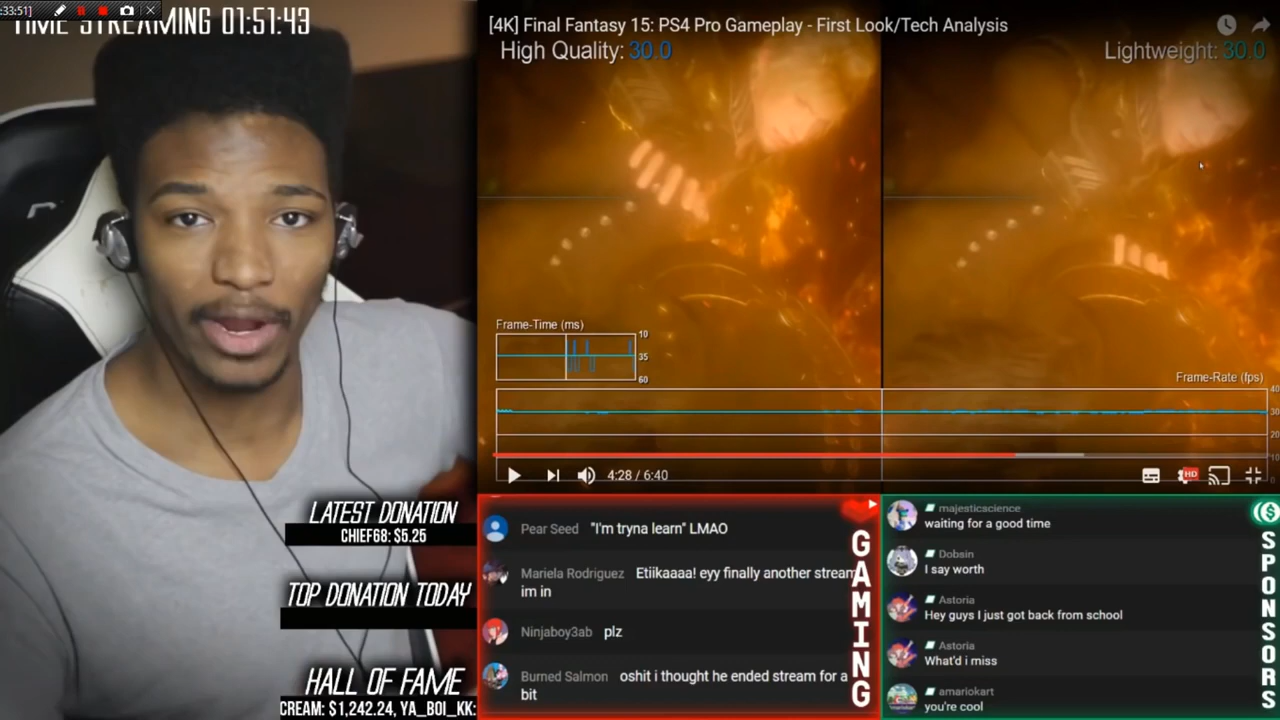 :33:51]
TIME STREAMING 01:51:43
LATEST DONATION
CHIEF68: $5.25
TOP DONATION TODAY
HALL OF FAME
CREAM: $1,242.24, YA_BOI_KK:
[4K] Final Fantasy 15: PS4 Pro Gameplay - First Look/Tech Analysis
High Quality: 30.0
Lightweight: 30.0
Frame-Time (ms)
10
35
60
Frame-Rate (fps)
40
30
20
10
0
4:28 / 6:40
HD
Pear Seed "I'm tryna learn" LMAO
Mariela Rodriguez Etiikaaaa! eyy finally another stream
im in
Ninjaboy3ab plz
Burned Salmon oshit i thought he ended stream for a
bit
GAMING
majesticscience
waiting for a good time
Dobsin
I say worth
Astoria
Hey guys I just got back from school
Astoria
What'd i miss
amariokart
you're cool
$
SPONSORS